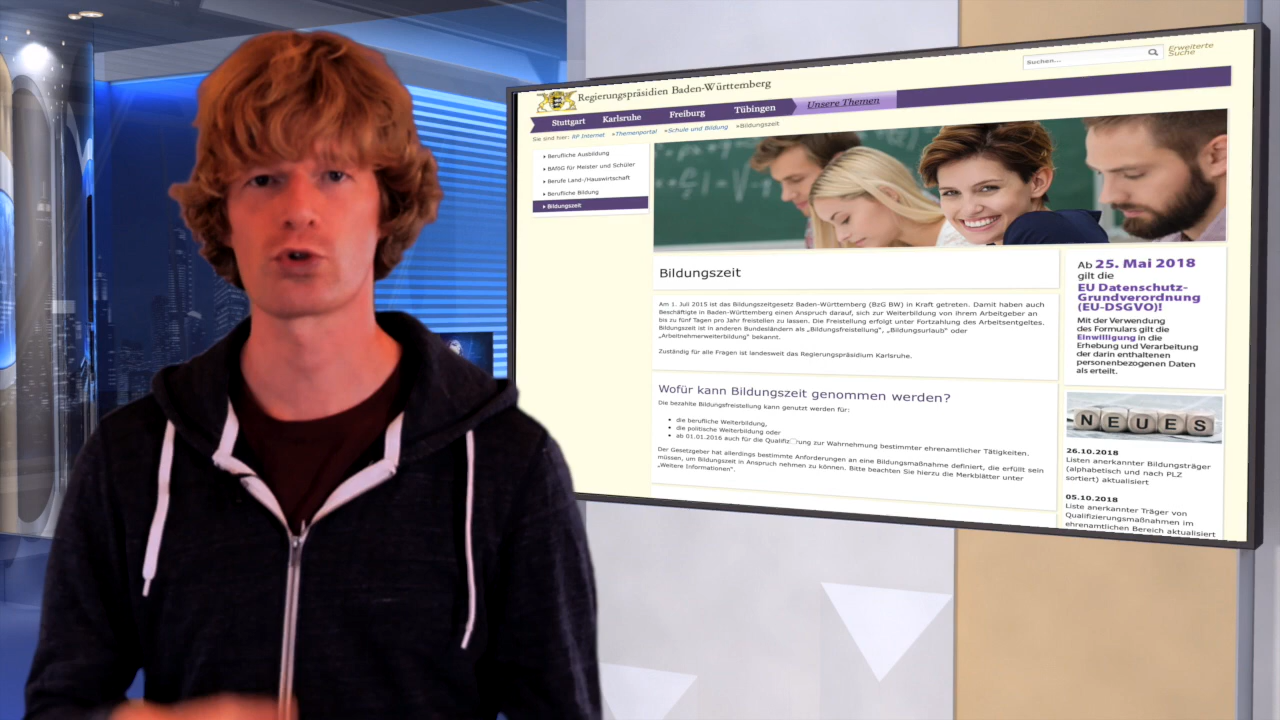 Suchen...
Erweiterte
Suche
Regierungspräsidien Baden-Württemberg
Stuttgart Karlsruhe Freiburg Tübingen Unsere Themen
Sie sind hier: RP Internet »Themenportal »Schule und Bildung »Bildungszeit
Berufliche Ausbildung
BAföG für Meister und Schüler
Berufe Land-/Hauswirtschaft
Berufliche Bildung
Bildungszeit
Bildungszeit
Am 1. Juli 2015 ist das Bildungszeitgesetz Baden-Württemberg (BzG BW) in Kraft getreten. Damit haben auch
Beschäftigte in Baden-Württemberg einen Anspruch darauf, sich zur Weiterbildung von ihrem Arbeitgeber an
bis zu fünf Tagen pro Jahr freistellen zu lassen. Die Freistellung erfolgt unter Fortzahlung des Arbeitsentgeltes.
Bildungszeit ist in anderen Bundesländern als „Bildungsfreistellung“, „Bildungsurlaub“ oder
„Arbeitnehmerweiterbildung“ bekannt.
Zuständig für alle Fragen ist landesweit das Regierungspräsidium Karlsruhe.
Wofür kann Bildungszeit genommen werden?
Die bezahlte Bildungsfreistellung kann genutzt werden für:
die berufliche Weiterbildung,
die politische Weiterbildung oder
ab 01.01.2016 auch für die Qualifizierung zur Wahrnehmung bestimmter ehrenamtlicher Tätigkeiten.
Der Gesetzgeber hat allerdings bestimmte Anforderungen an eine Bildungsmaßnahme definiert, die erfüllt sein
müssen, um Bildungszeit in Anspruch nehmen zu können. Bitte beachten Sie hierzu die Merkblätter unter
„Weitere Informationen“.
Ab 25. Mai 2018
gilt die
EU Datenschutz-
Grundverordnung
(EU-DSGVO)!
Mit der Verwendung
des Formulars gilt die
Einwilligung in die
Erhebung und Verarbeitung
der darin enthaltenen
personenbezogenen Daten
als erteilt.
NEUES
26.10.2018
Listen anerkannter Bildungsträger
(alphabetisch und nach PLZ
sortiert) aktualisiert
05.10.2018
Liste anerkannter Träger von
Qualifizierungsmaßnahmen im
ehrenamtlichen Bereich aktualisiert